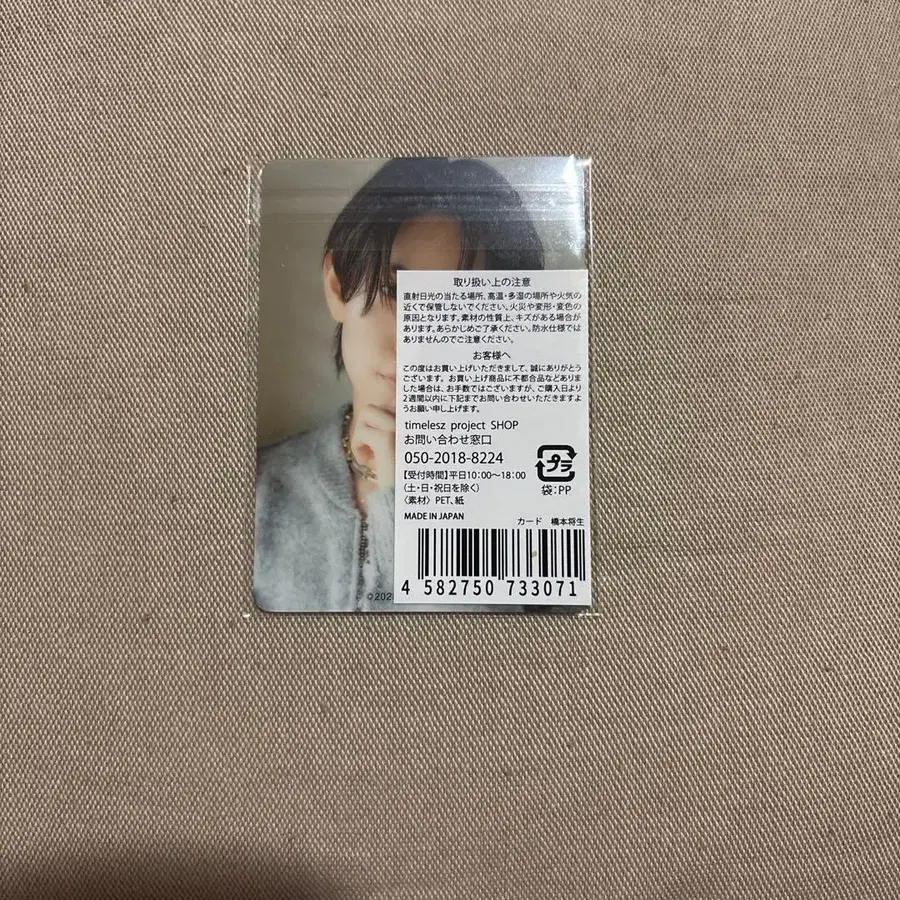 取り扱い上の注意
直射日光の当たる場所、高温・多湿の場所や火気の
近くで保管しないでください。火災や変形・変色の
原因となります。素材の性質上、キズがある場合が
あります。あらかじめご了承ください。防水仕様では
ありませんのでご注意ください。
お客様へ
この度はお買い上げいただきまして、誠にありがとう
ございます。お買い上げ商品に不都合品などありま
した場合は、お手数ではございますが、ご購入日より
2週間以内に下記までお問い合わせいただきますよ
うお願い申し上げます。
timelesz project SHOP
お問い合わせ窓口
050-2018-8224
【受付時間】平日10:00〜18:00
(土・日・祝日を除く)
〈素材〉PET、紙
プラ
袋:PP
MADE IN JAPAN
カード 橋本将生
4 582750 733071
©202